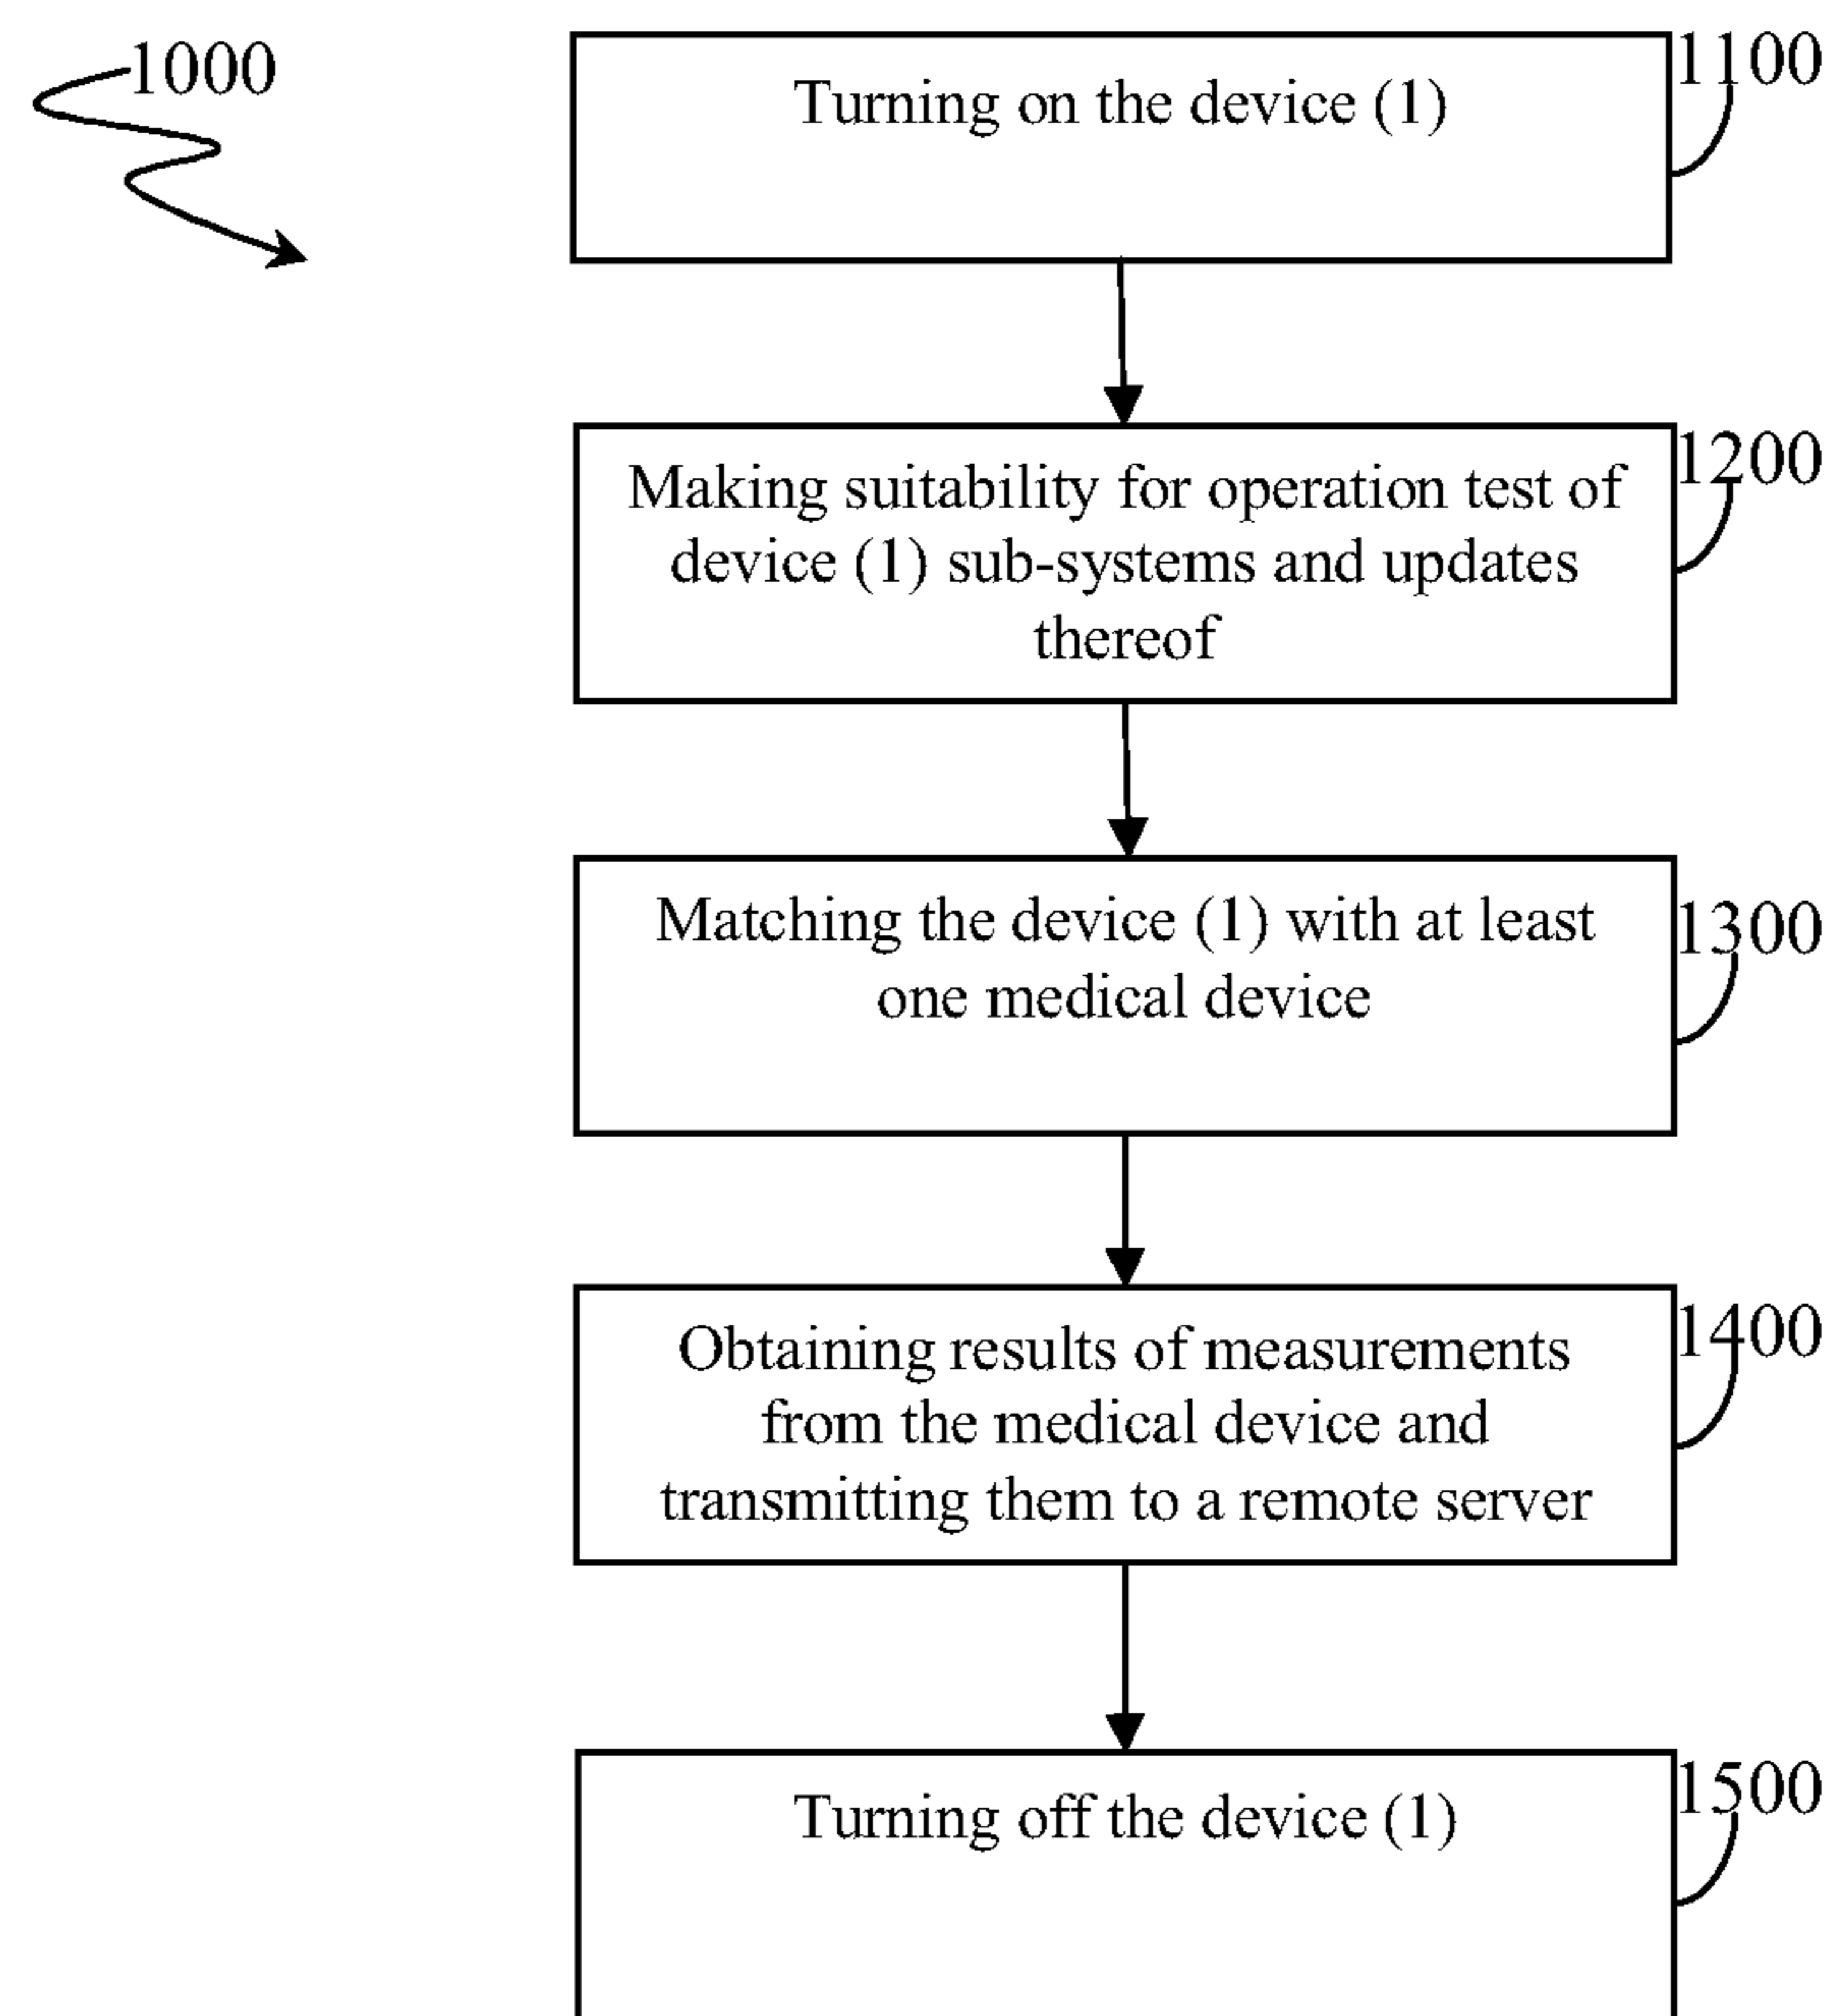 1000
Turning on the device (1)
1100
Making suitability for operation test of
device (1) sub-systems and updates
thereof
1200
Matching the device (1) with at least
one medical device
1300
Obtaining results of measurements
from the medical device and
transmitting them to a remote server
1400
Turning off the device (1)
1500